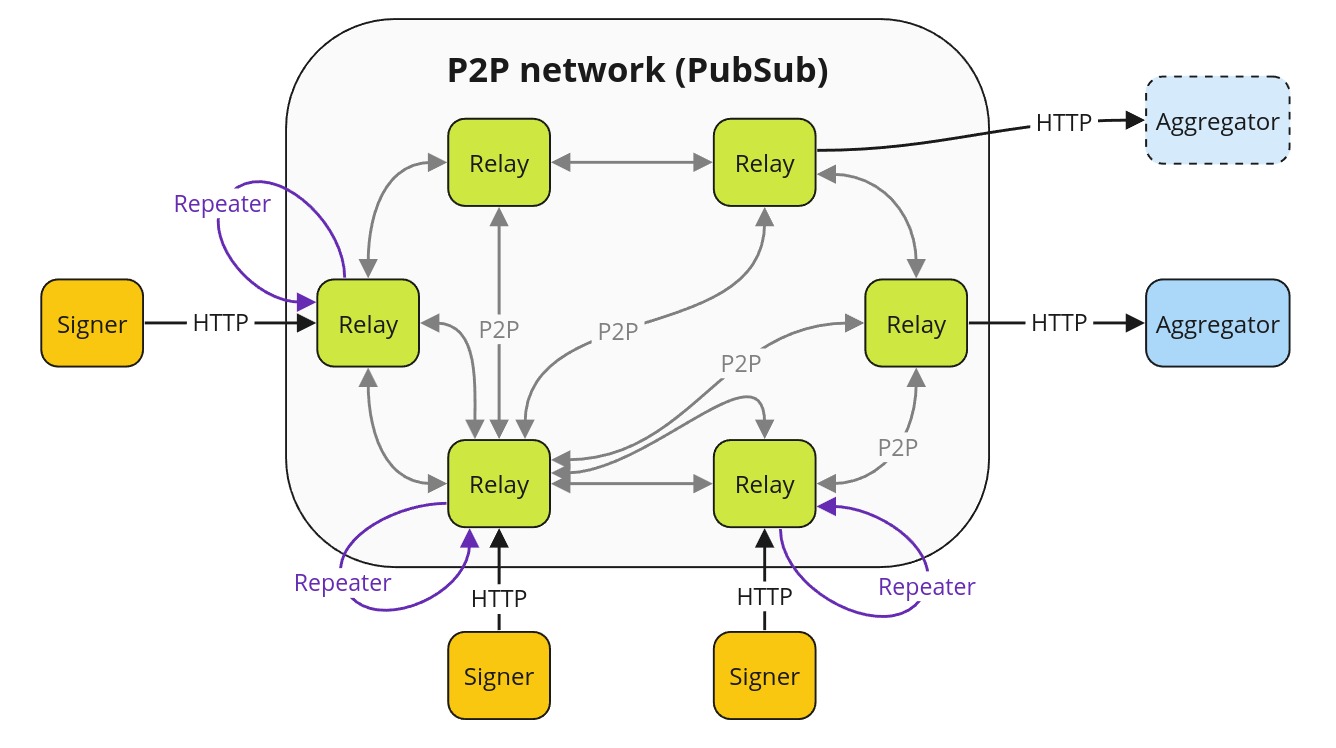 P2P network (PubSub)
HTTP
Aggregator
Relay
Relay
Repeater
Signer
HTTP
Relay
P2P
P2P
P2P
Relay
HTTP
Aggregator
P2P
Relay
Relay
Repeater
HTTP
HTTP
Repeater
Signer
Signer